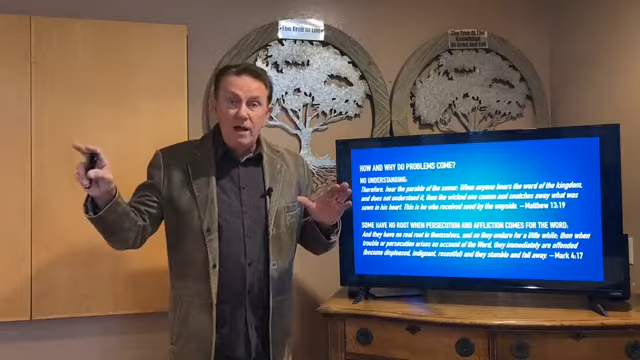 The Tree of Life
The Tree Of The
Knowledge
Of Good and Evil
HOW AND WHY DO PROBLEMS COME?
NO UNDERSTANDING:
Therefore, hear the parable of the sower: When anyone hears the word of the kingdom,
and does not understand it, then the wicked one comes and snatches away what was
sown in his heart. This is he who received seed by the wayside. —Matthew 13:19
SOME HAVE NO ROOT WHEN PERSECUTION AND AFFLICTION COMES FOR THE WORD:
And they have no real root in themselves, and so they endure for a little while; then when
trouble or persecution arises on account of the Word, they immediately are offended
(become displeased, indignant, resentful) and they stumble and fall away. —Mark 4:17